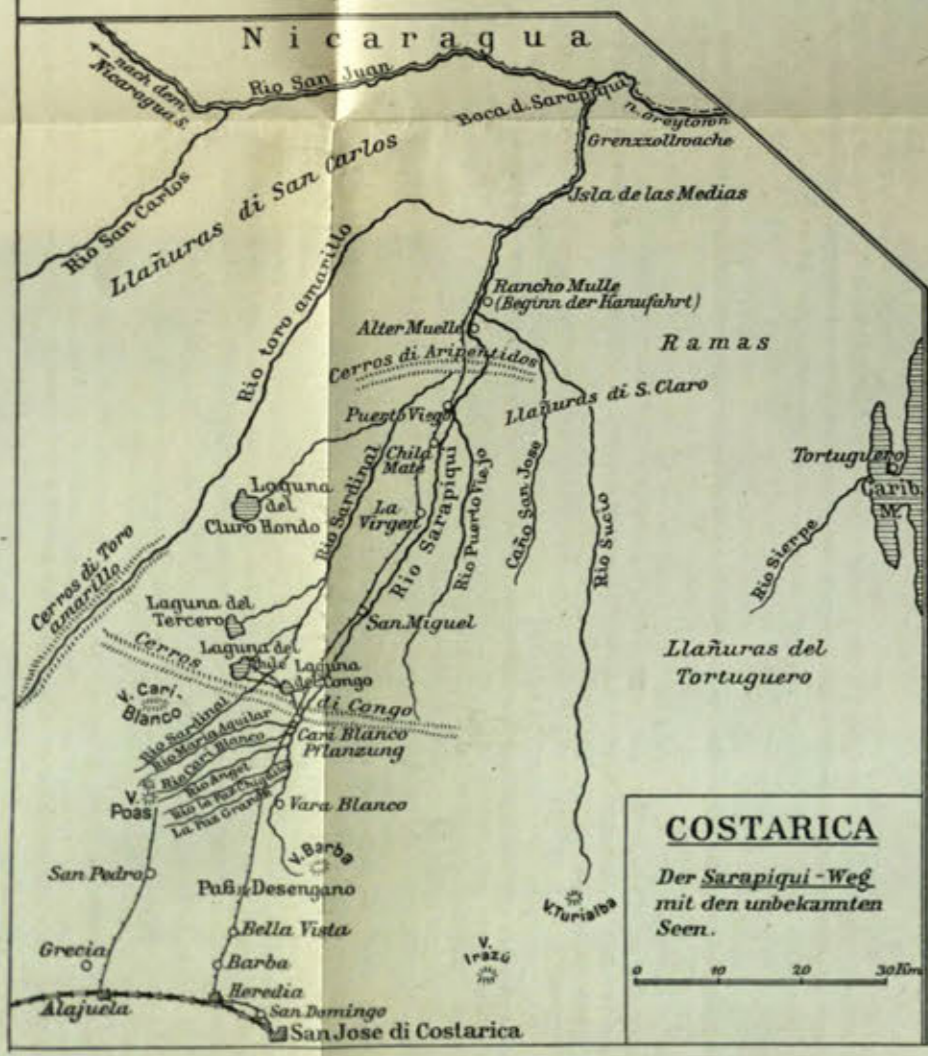 Nicaragua
nach dem
Nicaragua S.
Rio San Juan
Boca d. Sarapiqui
n. Greytown
Grenzzollwache
Llañuras di San Carlos
Rio San Carlos
Isla de las Medias
Rio toro amarillo
Rancho Mulle
(Beginn der Kanufahrt)
Alter Muelle
Ramas
Cerros di Aripentidos
Llañuras di S. Claro
Puerto Viego
Chila
Mate
Tortuguero
Carib.
M.
Laguna
del
Cluro Hondo
Rio Sardinal
La
Virgen
Rio Sarapiqui
Rio Puerto Viejo
Caño San Jose
Rio Sucio
Rio Sierpe
Cerros di Toro
amarillo
Laguna del
Tercero
San Miguel
Llañuras del
Tortuguero
Cerros
di Congo
Laguna del
Laguna
del Congo
V. Cari-
Blanco
Rio Sardinal
Rio Maria Aguilar
Rio Cari Blanco
Rio Angel
Rio la Paz Chiquita
La Paz Grande
Cari Blanco
Pflanzung
V.
Poas
Vara Blanco
V. Barba
San Pedro
Paß Desengano
V. Turialba
Bella Vista
V.
Irazú
Grecia
Barba
Alajuela
Heredia
San Domingo
San Jose di Costarica
COSTARICA
Der Sarapiqui-Weg
mit den unbekannten
Seen.
0 10 20 30 Km